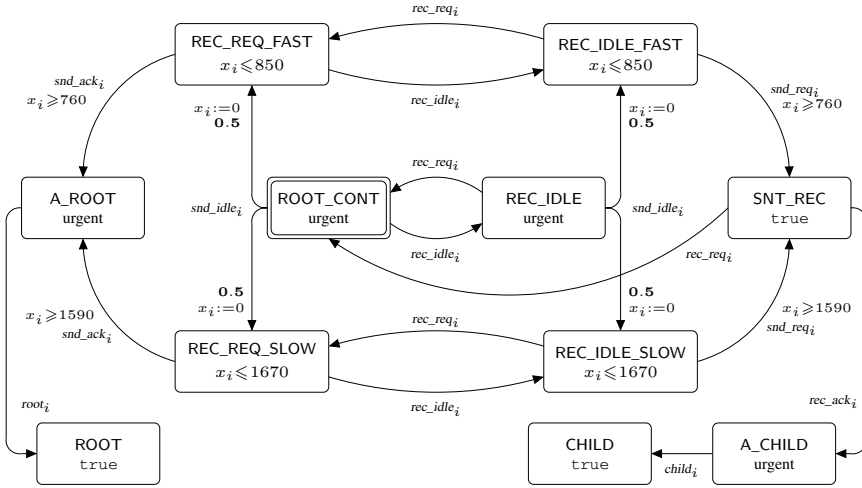 rec_req_i
REC_REQ_FAST
x_i⩽850
REC_IDLE_FAST
x_i⩽850
snd_ack_i
x_i⩾760
rec_idle_i
snd_req_i
x_i⩾760
x_i:=0
0.5
x_i:=0
0.5
rec_req_i
A_ROOT
urgent
snd_idle_i
ROOT_CONT
urgent
REC_IDLE
urgent
snd_idle_i
SNT_REC
true
rec_idle_i
rec_req_i
0.5
x_i:=0
0.5
x_i:=0
x_i⩾1590
snd_ack_i
rec_req_i
x_i⩾1590
snd_req_i
REC_REQ_SLOW
x_i⩽1670
REC_IDLE_SLOW
x_i⩽1670
rec_idle_i
root_i
rec_ack_i
ROOT
true
CHILD
true
child_i
A_CHILD
urgent